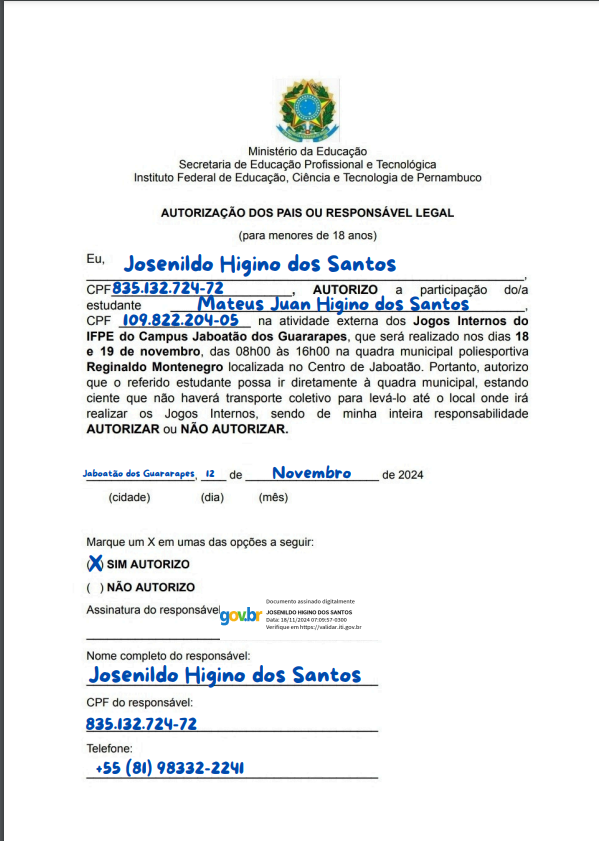 Ministério da Educação
Secretaria de Educação Profissional e Tecnológica
Instituto Federal de Educação, Ciência e Tecnologia de Pernambuco
AUTORIZAÇÃO DOS PAIS OU RESPONSÁVEL LEGAL
(para menores de 18 anos)
Eu, Josenildo Higino dos Santos,
CPF 835.132.724-72, AUTORIZO a participação do/a
estudante Mateus Juan Higino dos Santos,
CPF 109.822.204-05 na atividade externa dos Jogos Internos do
IFPE do Campus Jaboatão dos Guararapes, que será realizado nos dias 18
e 19 de novembro, das 08h00 às 16h00 na quadra municipal poliesportiva
Reginaldo Montenegro localizada no Centro de Jaboatão. Portanto, autorizo
que o referido estudante possa ir diretamente à quadra municipal, estando
ciente que não haverá transporte coletivo para levá-lo até o local onde irá
realizar os Jogos Internos, sendo de minha inteira responsabilidade
AUTORIZAR ou NÃO AUTORIZAR.
Jaboatão dos Guararapes, 12 de Novembro de 2024
(cidade) (dia) (mês)
Marque um X em umas das opções a seguir:
(X) SIM AUTORIZO
( ) NÃO AUTORIZO
Assinatura do responsável
gov.br
Documento assinado digitalmente
JOSENILDO HIGINO DOS SANTOS
Data: 18/11/2024 07:09:57-0300
Verifique em https://validar.iti.gov.br
Nome completo do responsável:
Josenildo Higino dos Santos
CPF do responsável:
835.132.724-72
Telefone:
+55 (81) 98332-2241